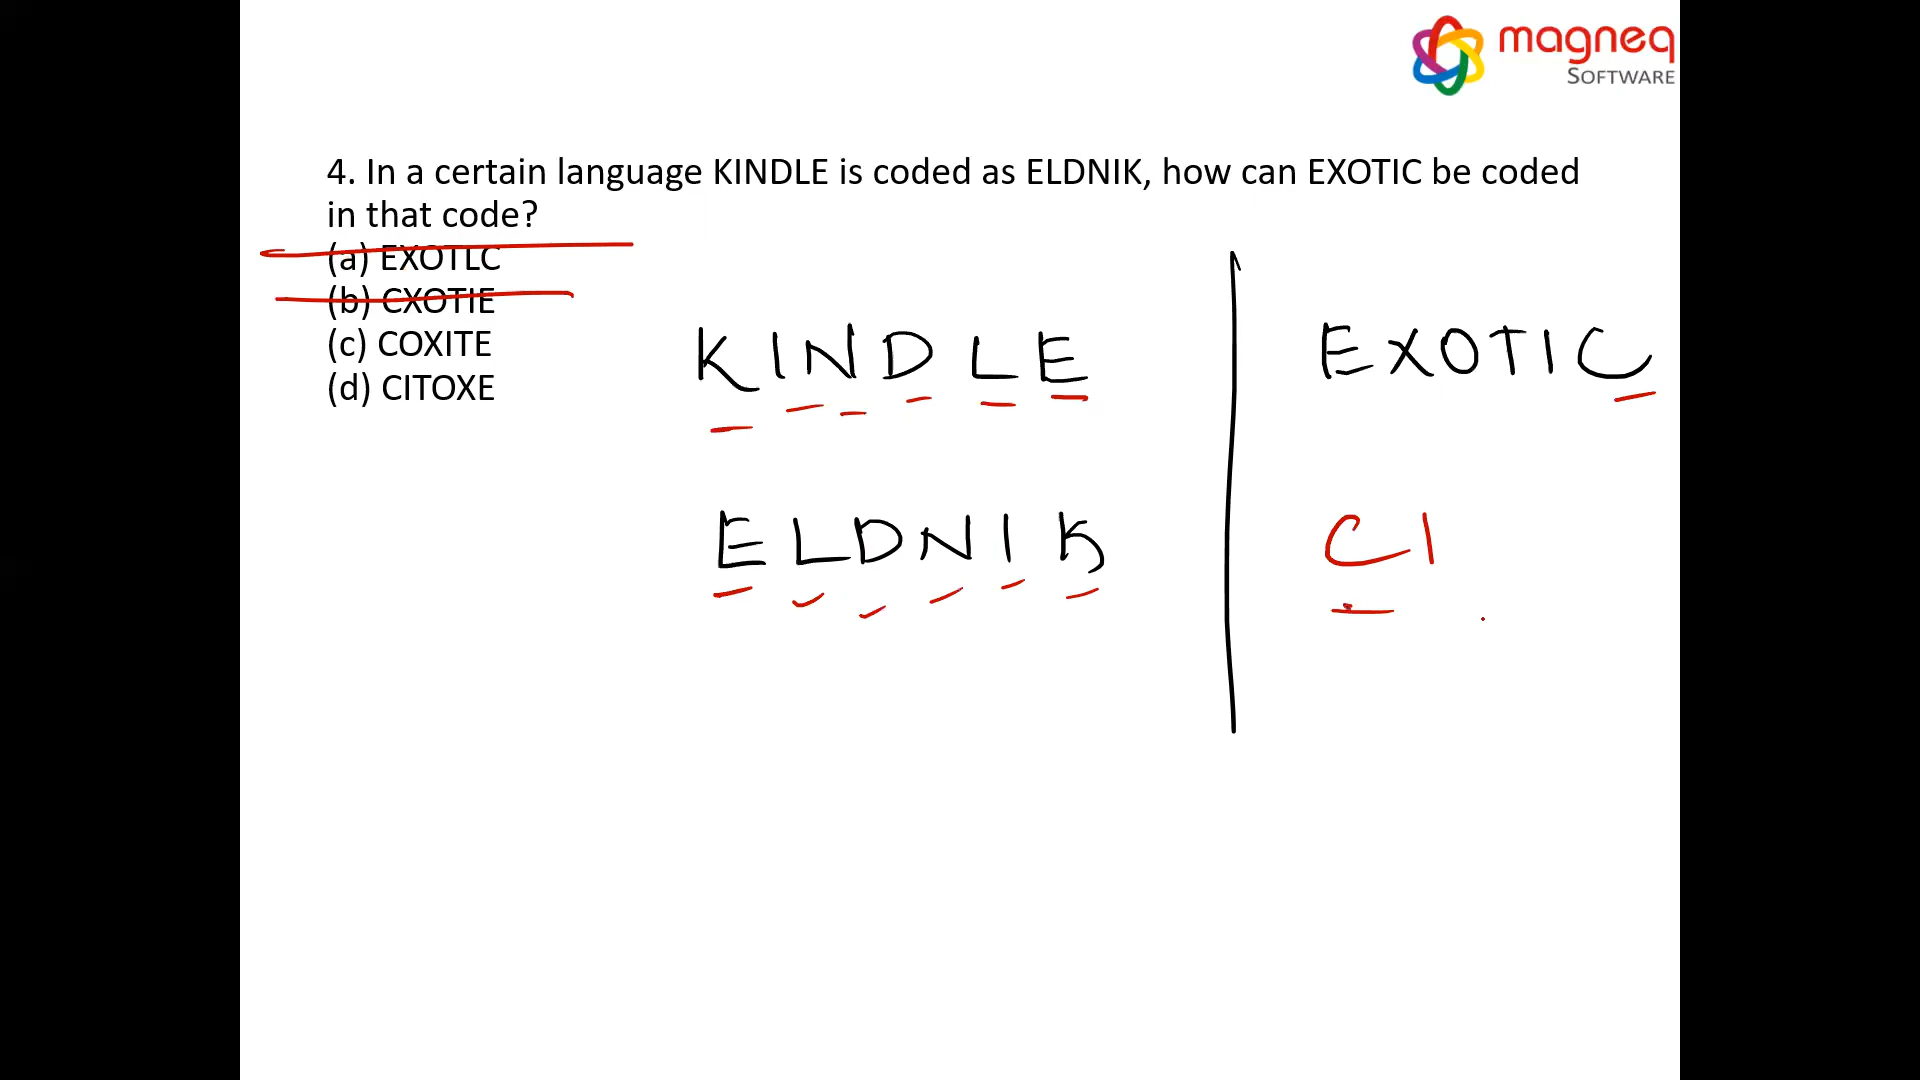 magneq
SOFTWARE
4. In a certain language KINDLE is coded as ELDNIK, how can EXOTIC be coded
in that code?
(a) EXOTLC
(b) CXOTIE
(c) COXITE
(d) CITOXE
KINDLE
EXOTIC
ELDNIK
CI